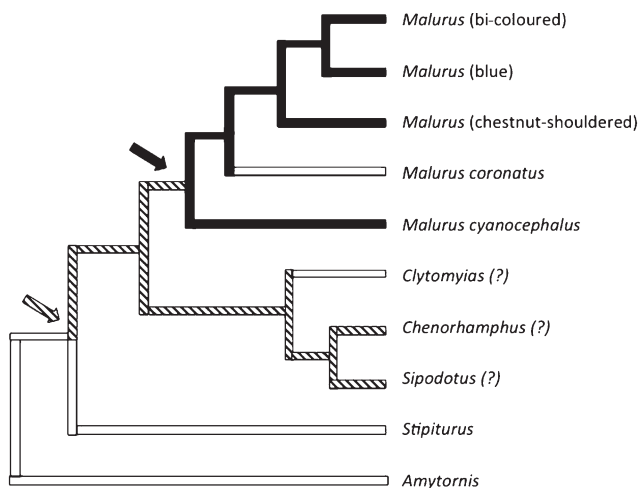 Malurus (bi-coloured)
Malurus (blue)
Malurus (chestnut-shouldered)
Malurus coronatus
Malurus cyanocephalus
Clytomyias (?)
Chenorhamphus (?)
Sipodotus (?)
Stipiturus
Amytornis